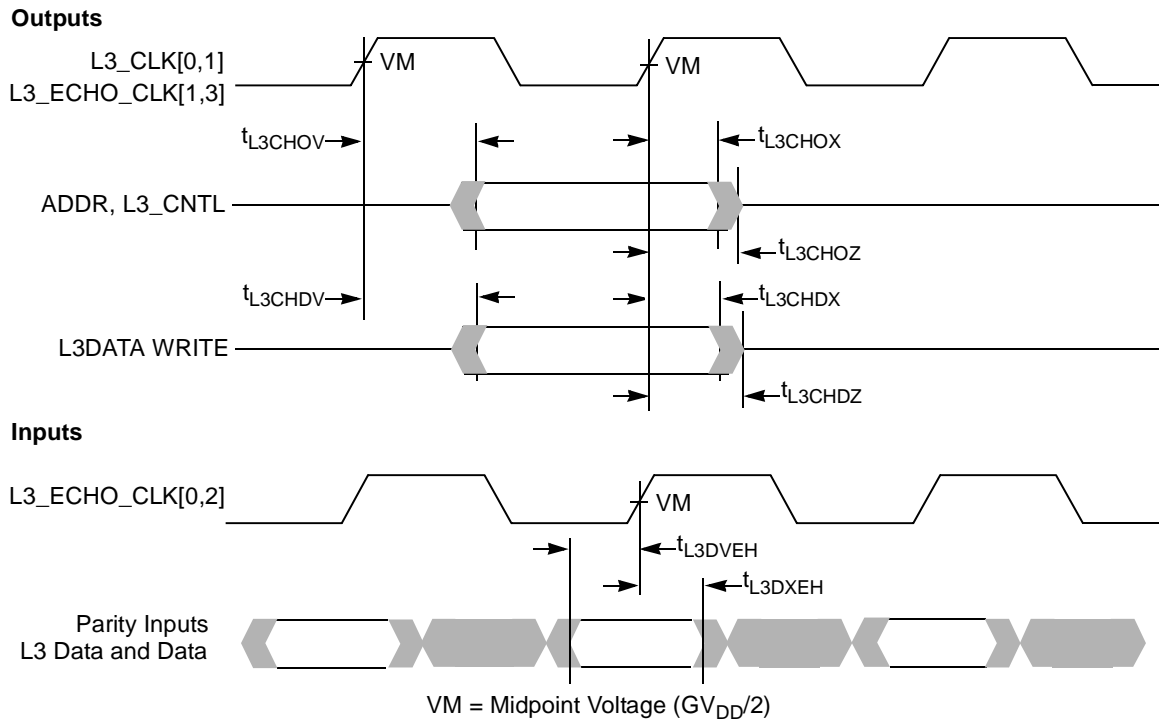 Outputs
L3_CLK[0,1]
VM
VM
L3_ECHO_CLK[1,3]
tL3CHOV
tL3CHOX
ADDR, L3_CNTL
tL3CHOZ
tL3CHDV
tL3CHDX
L3DATA WRITE
tL3CHDZ
Inputs
L3_ECHO_CLK[0,2]
VM
tL3DVEH
tL3DXEH
Parity Inputs
L3 Data and Data
VM = Midpoint Voltage (GVDD/2)